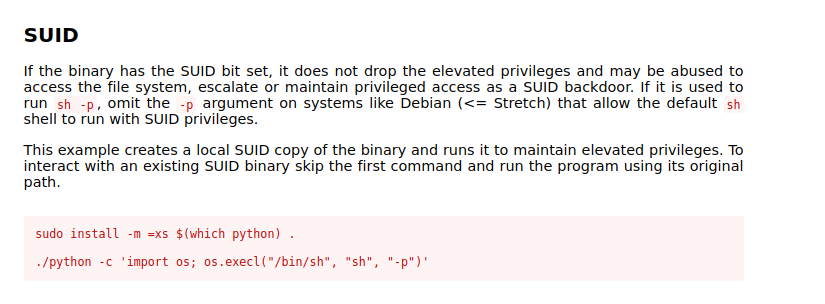 SUID
If the binary has the SUID bit set, it does not drop the elevated privileges and may be abused to
access the file system, escalate or maintain privileged access as a SUID backdoor. If it is used to
run sh -p, omit the -p argument on systems like Debian (<= Stretch) that allow the default sh
shell to run with SUID privileges.
This example creates a local SUID copy of the binary and runs it to maintain elevated privileges. To
interact with an existing SUID binary skip the first command and run the program using its original
path.
sudo install -m =xs $(which python) .
./python -c 'import os; os.execl("/bin/sh", "sh", "-p")'